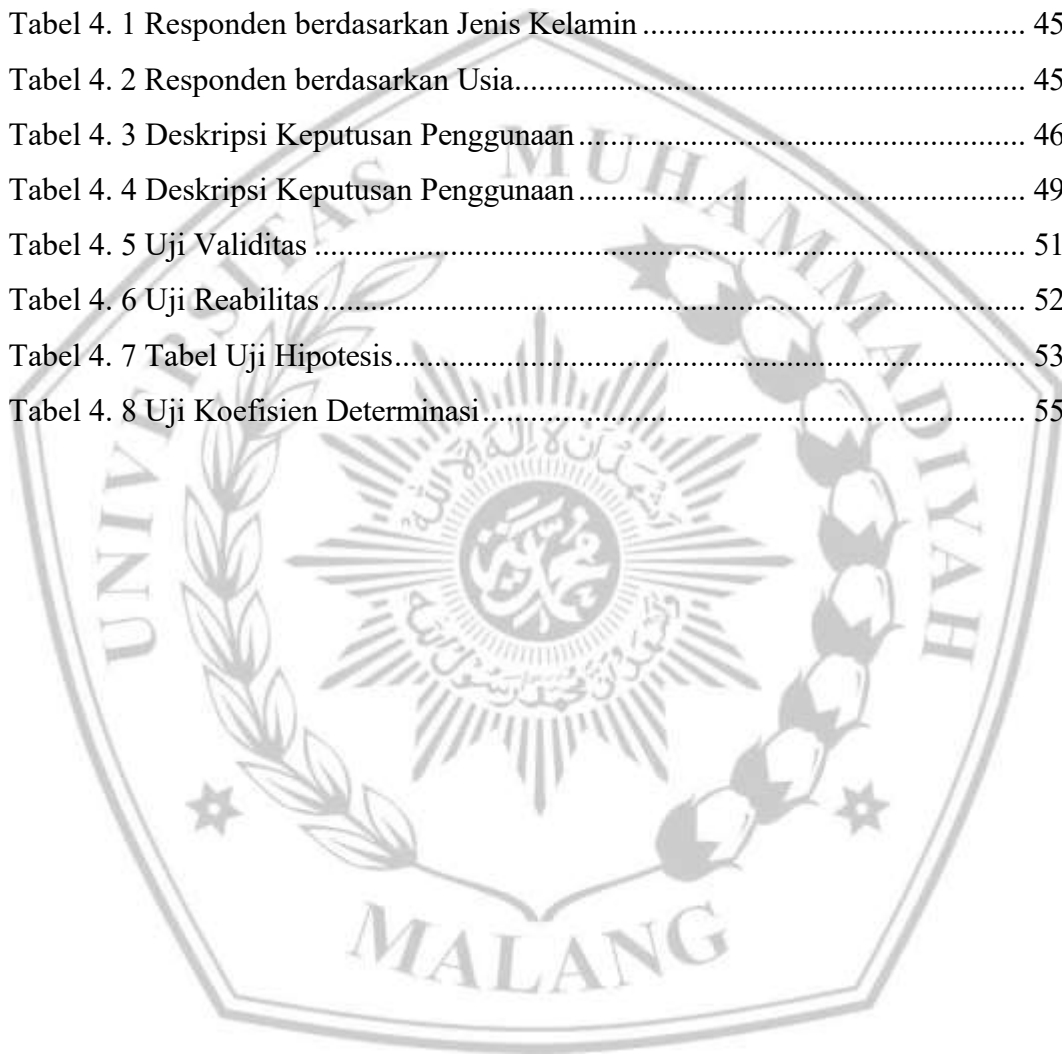 Tabel 4. 1 Responden berdasarkan Jenis Kelamin ........................................................ 45
Tabel 4. 2 Responden berdasarkan Usia........................................................................... 45
Tabel 4. 3 Deskripsi Keputusan Penggunaan ................................................................. 46
Tabel 4. 4 Deskripsi Keputusan Penggunaan ................................................................. 49
Tabel 4. 5 Uji Validitas ......................................................................................................... 51
Tabel 4. 6 Uji Reabilitas ........................................................................................................ 52
Tabel 4. 7 Tabel Uji Hipotesis............................................................................................. 53
Tabel 4. 8 Uji Koefisien Determinasi ................................................................................ 55
UNIVERSITAS MUHAMMADIYAH
MALANG